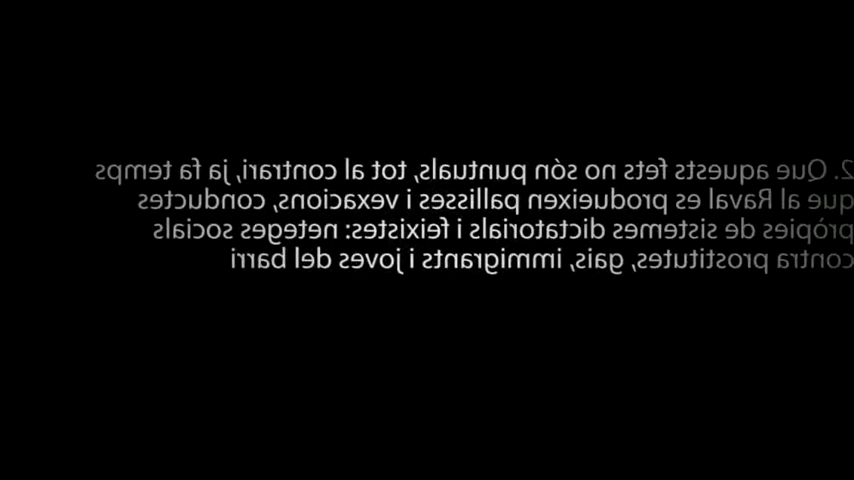 2. Que aquests fets no són puntuals, tot al contrari, ja fa temps
que al Raval es produeixen pallisses i vexacions, conductes
pròpies de sistemes dictatorials i feixistes: neteges socials
contra prostitutes, gais, immigrants i joves del barri